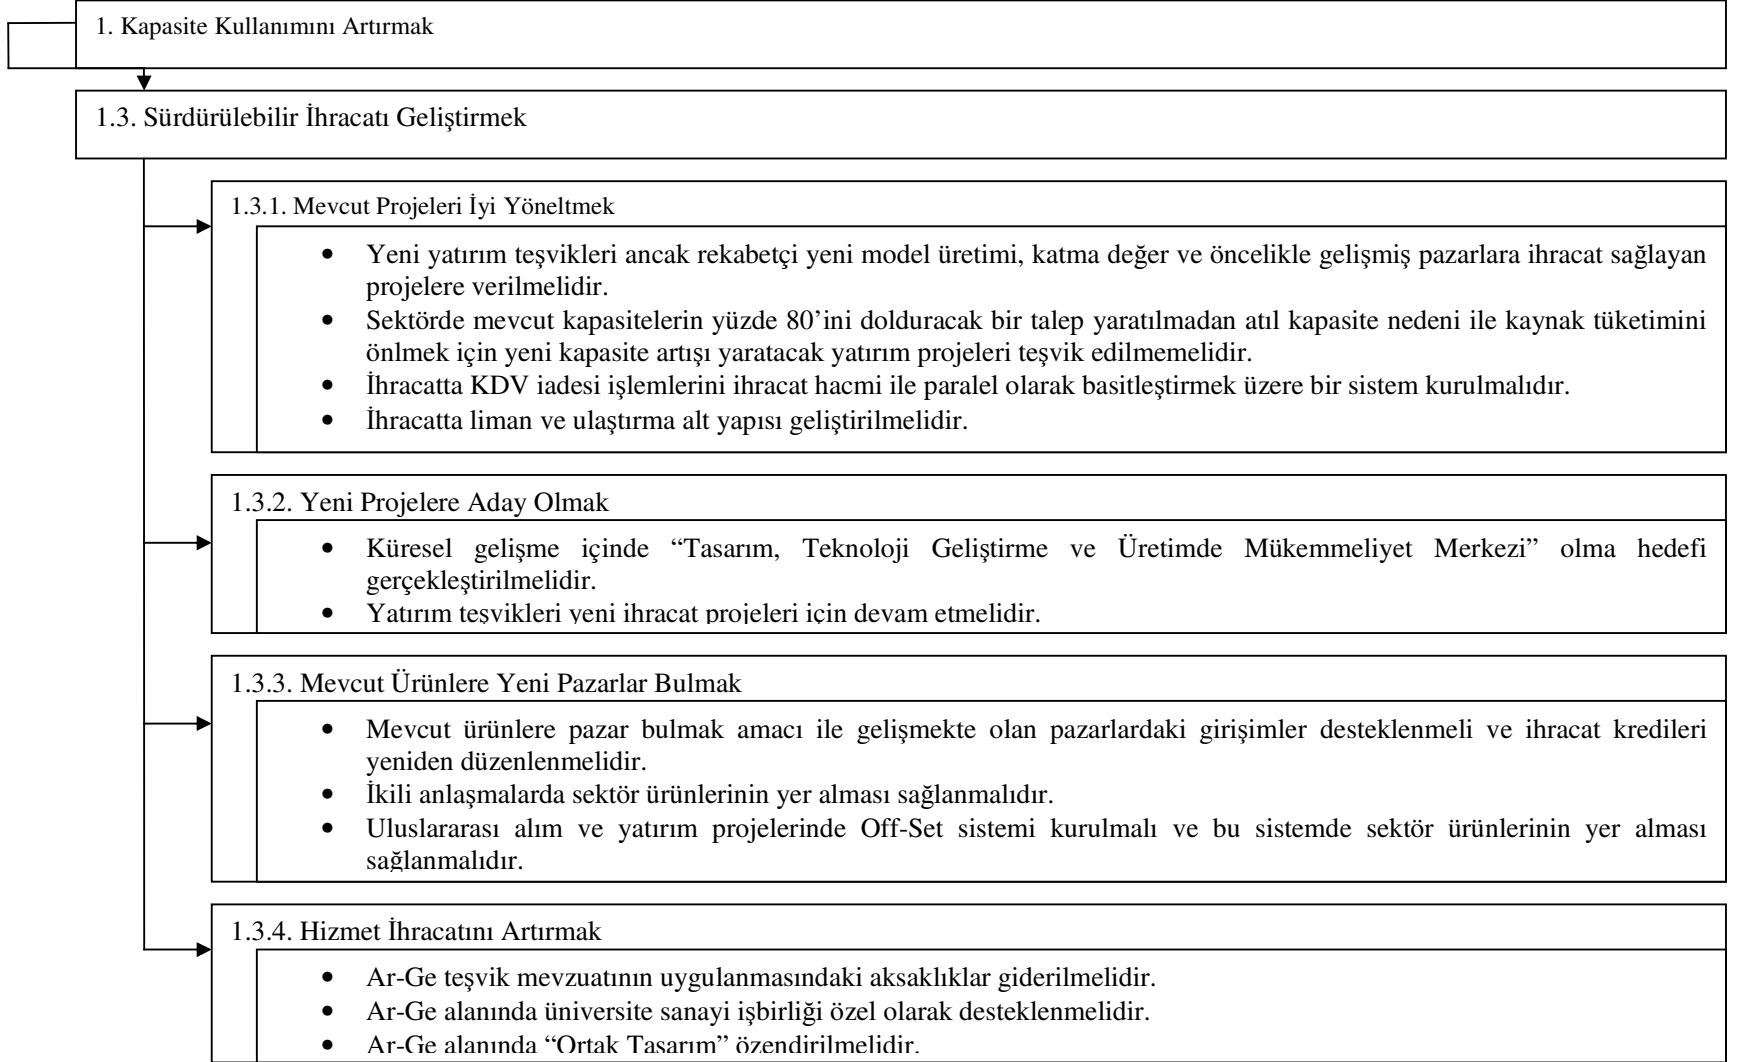 1. Kapasite Kullanımını Artırmak
1.3. Sürdürülebilir İhracatı Geliştirmek
1.3.1. Mevcut Projeleri İyi Yöneltmek
• Yeni yatırım teşvikleri ancak rekabetçi yeni model üretimi, katma değer ve öncelikle gelişmiş pazarlara ihracat sağlayan
projelere verilmelidir.
• Sektörde mevcut kapasitelerin yüzde 80’ini dolduracak bir talep yaratılmadan atıl kapasite nedeni ile kaynak tüketimini
önlmek için yeni kapasite artışı yaratacak yatırım projeleri teşvik edilmemelidir.
• İhracatta KDV iadesi işlemlerini ihracat hacmi ile paralel olarak basitleştirmek üzere bir sistem kurulmalıdır.
• İhracatta liman ve ulaştırma alt yapısı geliştirilmelidir.
1.3.2. Yeni Projelere Aday Olmak
• Küresel gelişme içinde “Tasarım, Teknoloji Geliştirme ve Üretimde Mükemmeliyet Merkezi” olma hedefi
gerçekleştirilmelidir.
• Yatırım teşvikleri yeni ihracat projeleri için devam etmelidir.
1.3.3. Mevcut Ürünlere Yeni Pazarlar Bulmak
• Mevcut ürünlere pazar bulmak amacı ile gelişmekte olan pazarlardaki girişimler desteklenmeli ve ihracat kredileri
yeniden düzenlenmelidir.
• İkili anlaşmalarda sektör ürünlerinin yer alması sağlanmalıdır.
• Uluslararası alım ve yatırım projelerinde Off-Set sistemi kurulmalı ve bu sistemde sektör ürünlerinin yer alması
sağlanmalıdır.
1.3.4. Hizmet İhracatını Artırmak
• Ar-Ge teşvik mevzuatının uygulanmasındaki aksaklıklar giderilmelidir.
• Ar-Ge alanında üniversite sanayi işbirliği özel olarak desteklenmelidir.
• Ar-Ge alanında “Ortak Tasarım” özendirilmelidir.